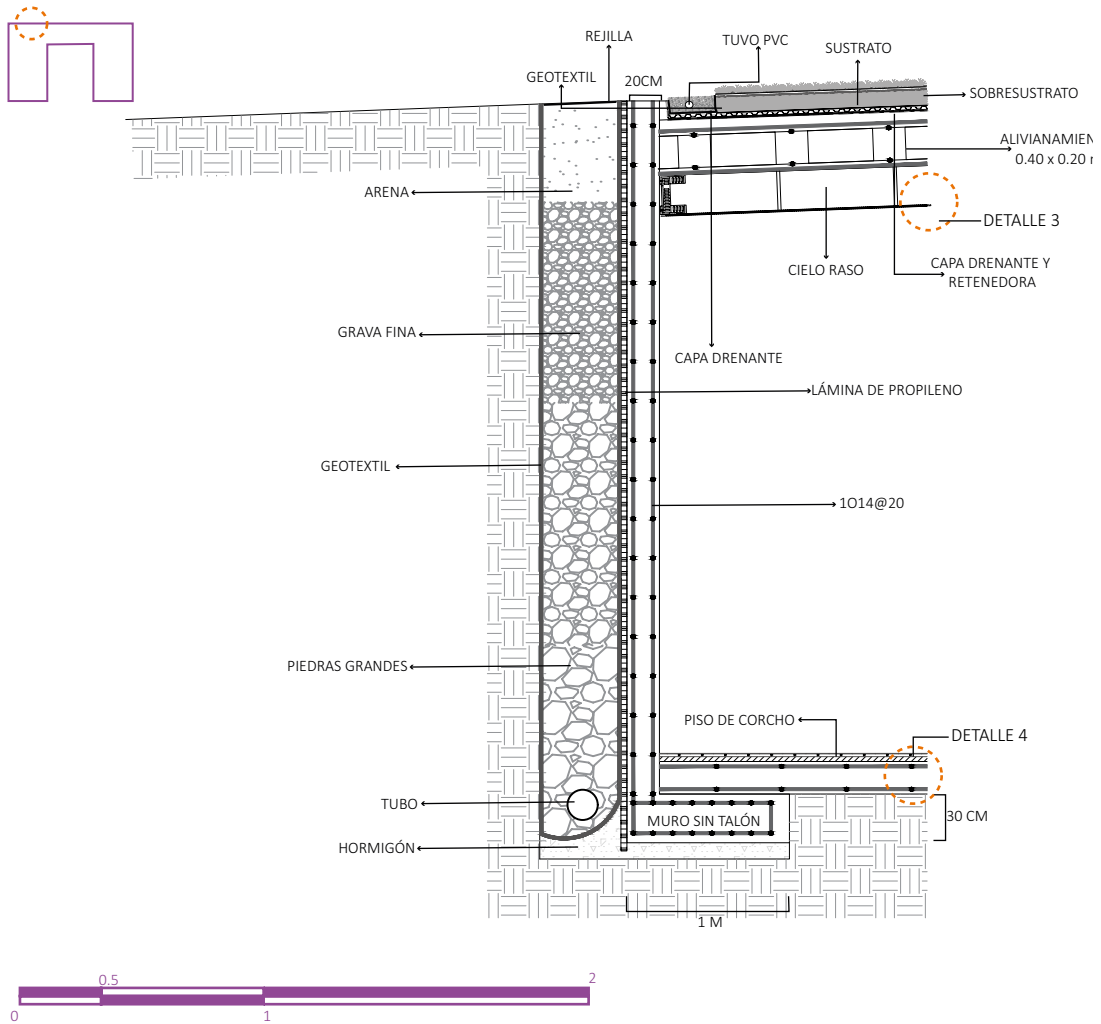 REJILLA
TUVO PVC
SUSTRATO
GEOTEXTIL
20CM
SOBRESUSTRATO
ALIVIANAMIEN
0.40 x 0.20 m
ARENA
DETALLE 3
CIELO RASO
CAPA DRENANTE Y
RETENEDORA
GRAVA FINA
CAPA DRENANTE
LÁMINA DE PROPILENO
GEOTEXTIL
1O14@20
PIEDRAS GRANDES
PISO DE CORCHO
DETALLE 4
TUBO
MURO SIN TALÓN
30 CM
HORMIGÓN
1 M
0.5
2
0
1